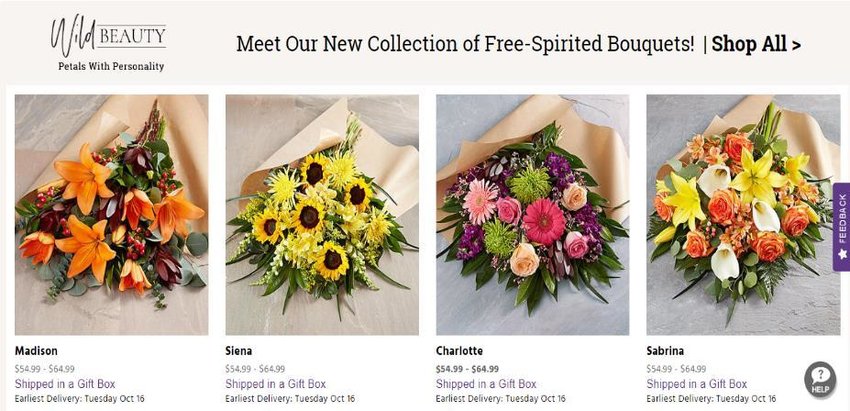 Wild BEAUTY
Petals With Personality
Meet Our New Collection of Free-Spirited Bouquets! | Shop All >
Madison
$54.99 - $64.99
Shipped in a Gift Box
Earliest Delivery: Tuesday Oct 16
Siena
$54.99 - $64.99
Shipped in a Gift Box
Earliest Delivery: Tuesday Oct 16
Charlotte
$54.99 - $64.99
Shipped in a Gift Box
Earliest Delivery: Tuesday Oct 16
Sabrina
$54.99 - $64.99
Shipped in a Gift Box
Earliest Delivery: Tuesday Oct 16
FEEDBACK
?
HELP